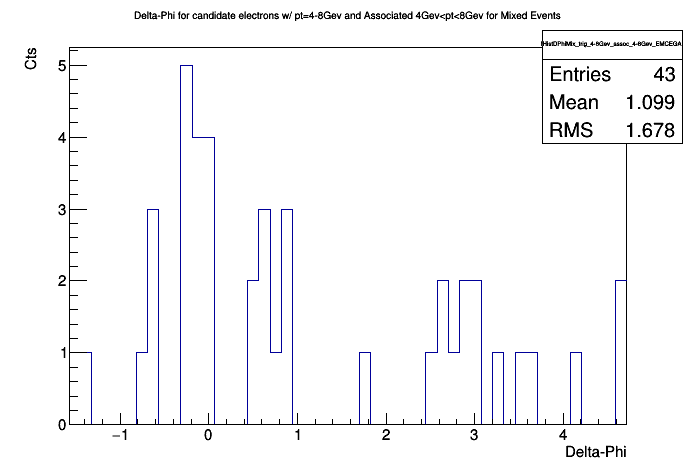 Delta-Phi for candidate electrons w/ pt=4-8Gev and Associated 4Gev<pt<8Gev for Mixed Events
HistDPhiMix_trig_4-8Gev_assoc_4-8Gev_EMCEGA
Entries 43
Mean 1.099
RMS 1.678
Cts
5
4
3
2
1
0
−1 0 1 2 3 4
Delta-Phi